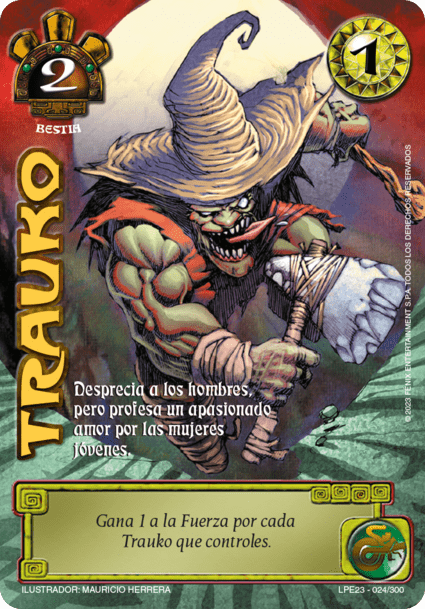 2
1
BESTIA
TRAUKO
Desprecia a los hombres,
pero profesa un apasionado
amor por las mujeres
jóvenes.
Gana 1 a la Fuerza por cada
Trauko que controles.
© 2023 FENIX ENTERTAINMENT S.P.A. TODOS LOS DERECHOS RESERVADOS
ILUSTRADOR: MAURICIO HERRERA
LPE23 - 024/300